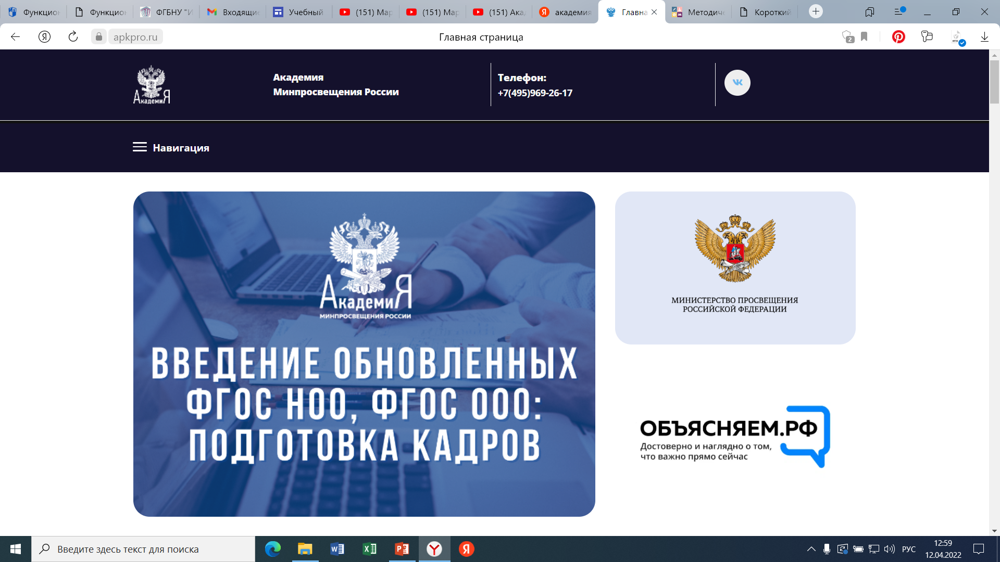 Функцион
Функцион
ФГБНУ "И
Входящие
Учебный
(151) Мар
(151) Мар
(151) Ака
академия
Главна
Методиче
Короткий
apkpro.ru
Главная страница
2
Академия
Академия
Минпросвещения России
Телефон:
+7(495)969-26-17
Навигация
АкадемиЯ
МИНПРОСВЕЩЕНИЯ РОССИИ
ВВЕДЕНИЕ ОБНОВЛЕННЫХ
ФГОС НОО, ФГОС ООО:
ПОДГОТОВКА КАДРОВ
МИНИСТЕРСТВО ПРОСВЕЩЕНИЯ
РОССИЙСКОЙ ФЕДЕРАЦИИ
ОБЪЯСНЯЕМ.РФ
Достоверно и наглядно о том,
что важно прямо сейчас
Введите здесь текст для поиска
РУС
12:59
12.04.2022